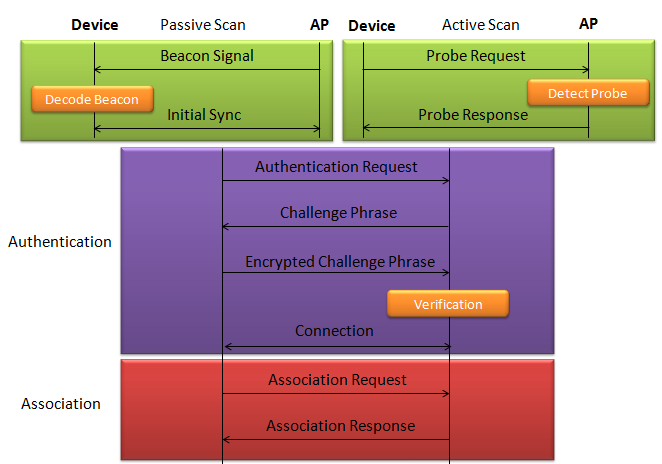 Device Passive Scan AP
Device Active Scan AP
Beacon Signal
Decode Beacon
Initial Sync
Probe Request
Detect Probe
Probe Response
Authentication
Authentication Request
Challenge Phrase
Encrypted Challenge Phrase
Verification
Connection
Association
Association Request
Association Response